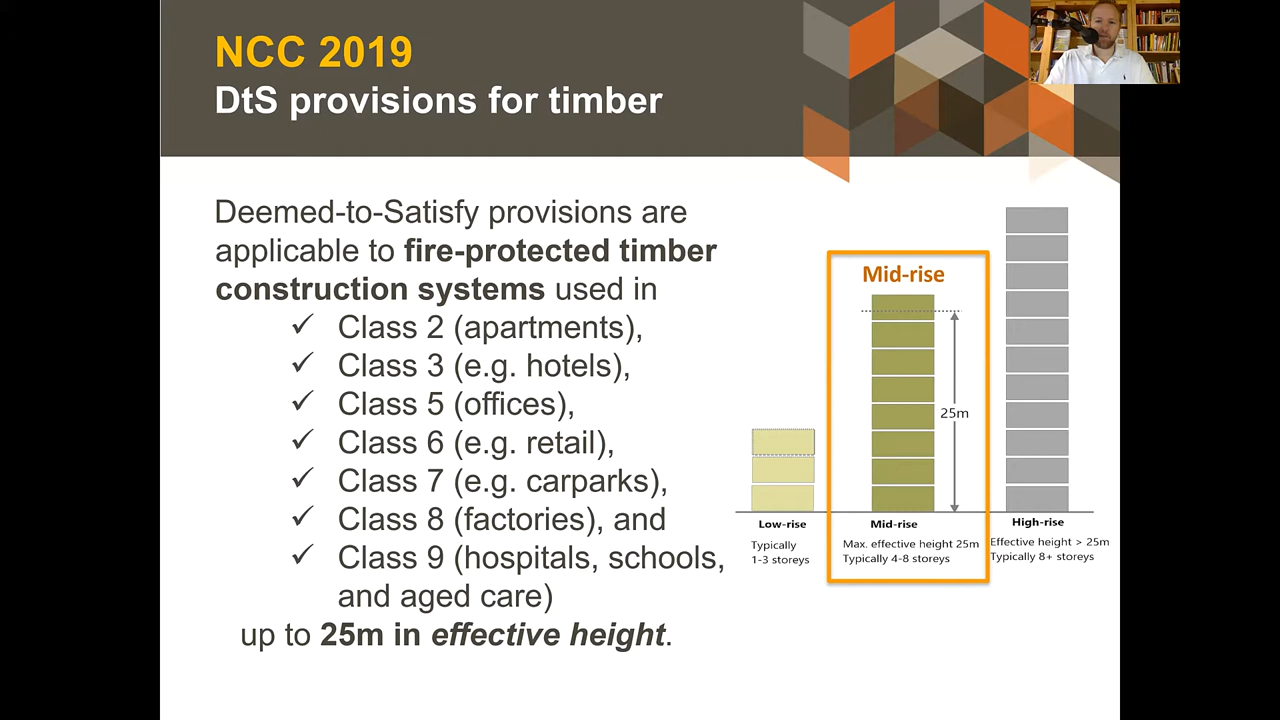 NCC 2019
DtS provisions for timber
Deemed-to-Satisfy provisions are
applicable to fire-protected timber
construction systems used in
✓ Class 2 (apartments),
✓ Class 3 (e.g. hotels),
✓ Class 5 (offices),
✓ Class 6 (e.g. retail),
✓ Class 7 (e.g. carparks),
✓ Class 8 (factories), and
✓ Class 9 (hospitals, schools,
and aged care)
up to 25m in effective height.
Mid-rise
25m
Low-rise
Typically
1-3 storeys
Mid-rise
Max. effective height 25m
Typically 4-8 storeys
High-rise
Effective height > 25m
Typically 8+ storeys